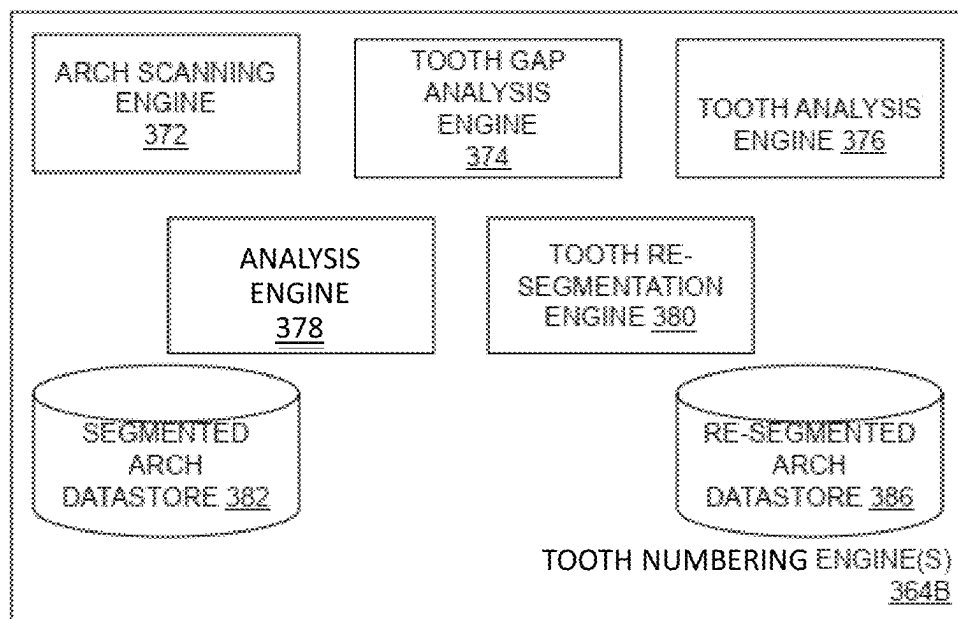 ARCH SCANNING
ENGINE
372
TOOTH GAP
ANALYSIS
ENGINE
374
TOOTH ANALYSIS
ENGINE 376
ANALYSIS
ENGINE
378
TOOTH RE-
SEGMENTATION
ENGINE 380
SEGMENTED
ARCH
DATASTORE 382
RE-SEGMENTED
ARCH
DATASTORE 386
TOOTH NUMBERING ENGINE(S)
364B